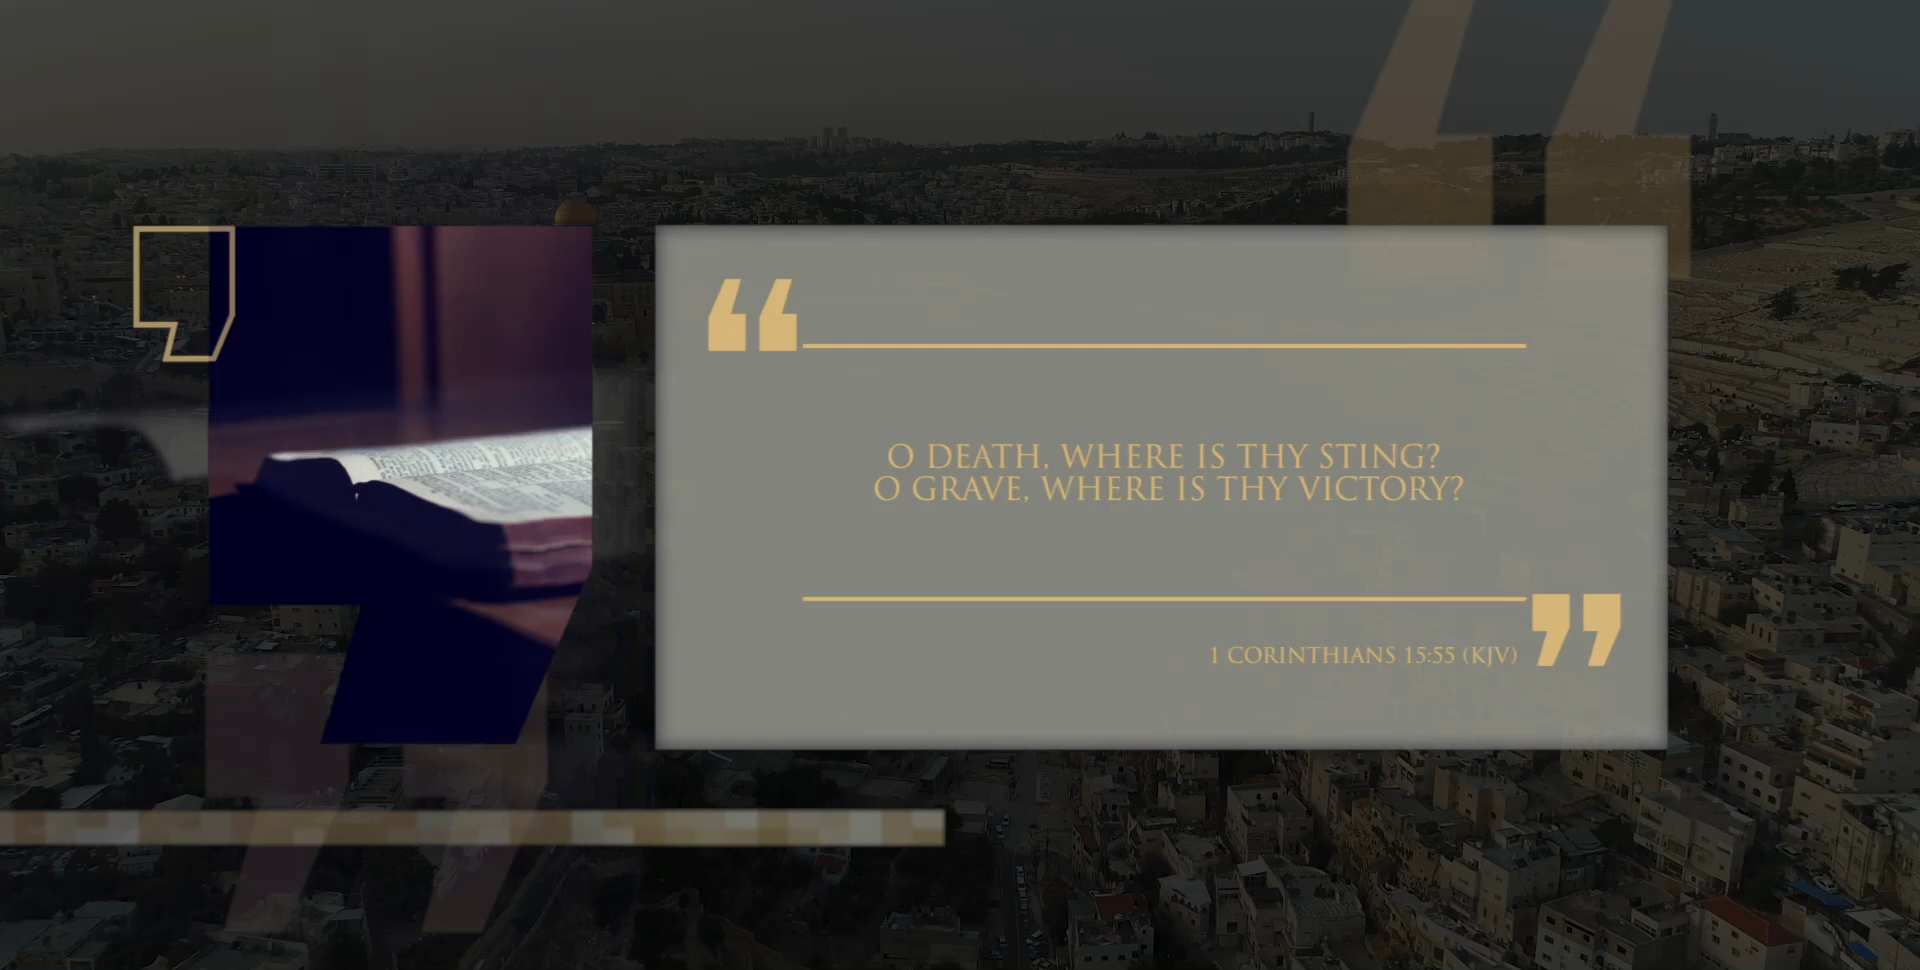 O DEATH, WHERE IS THY STING?
O GRAVE, WHERE IS THY VICTORY?
1 CORINTHIANS 15:55 (KJV)